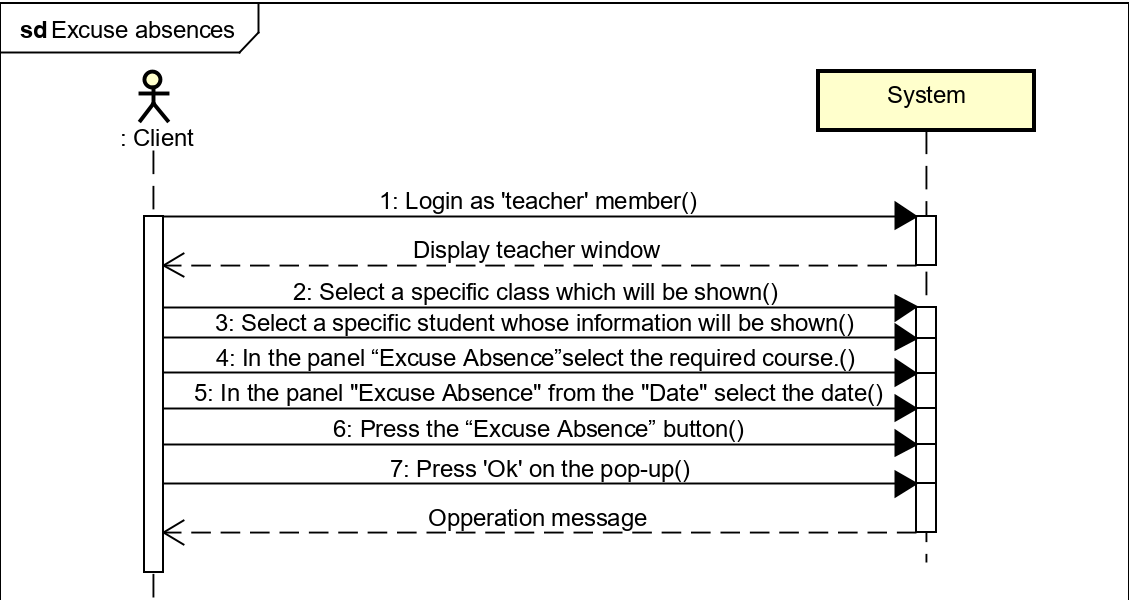 sd Excuse absences
: Client
System
1: Login as 'teacher' member()
Display teacher window
2: Select a specific class which will be shown()
3: Select a specific student whose information will be shown()
4: In the panel “Excuse Absence”select the required course.()
5: In the panel "Excuse Absence" from the "Date" select the date()
6: Press the “Excuse Absence” button()
7: Press 'Ok' on the pop-up()
Opperation message